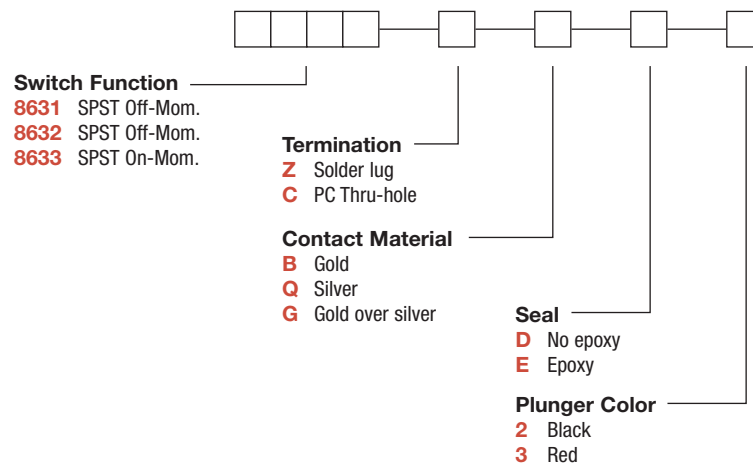 Switch Function
8631 SPST Off-Mom.
8632 SPST Off-Mom.
8633 SPST On-Mom.
Termination
Z Solder lug
C PC Thru-hole
Contact Material
B Gold
Q Silver
G Gold over silver
Seal
D No epoxy
E Epoxy
Plunger Color
2 Black
3 Red